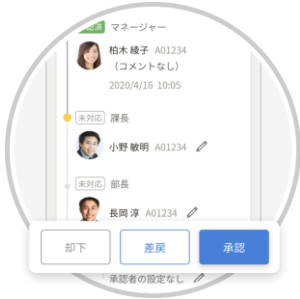 マネージャー
柏木 綾子 A01234
（コメントなし）
2020/4/16 10:05
未対応 課長
小野 敏明 A01234
未対応 部長
長岡 淳 A01234
却下 差戻 承認
承認者の設定なし